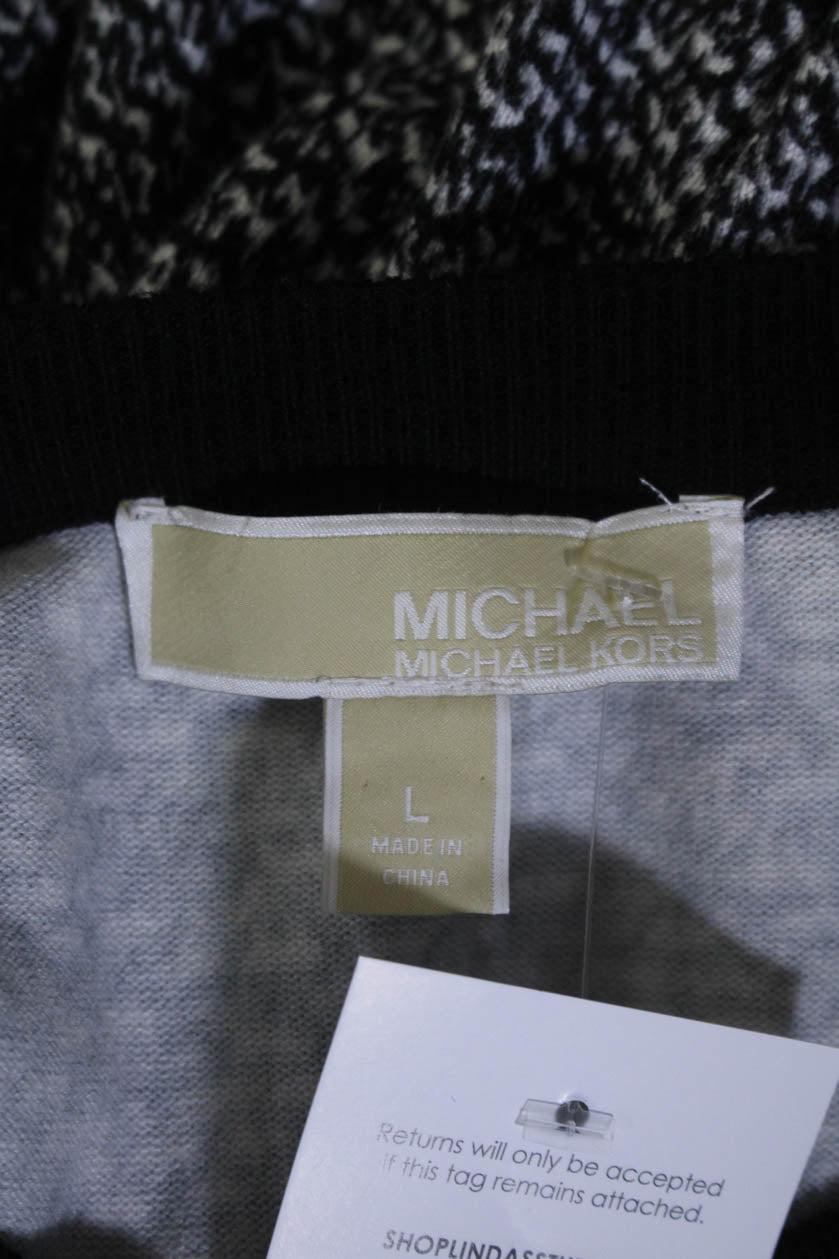 MICHAEL
MICHAEL KORS
L
MADE IN
CHINA
Returns will only be accepted
if this tag remains attached.